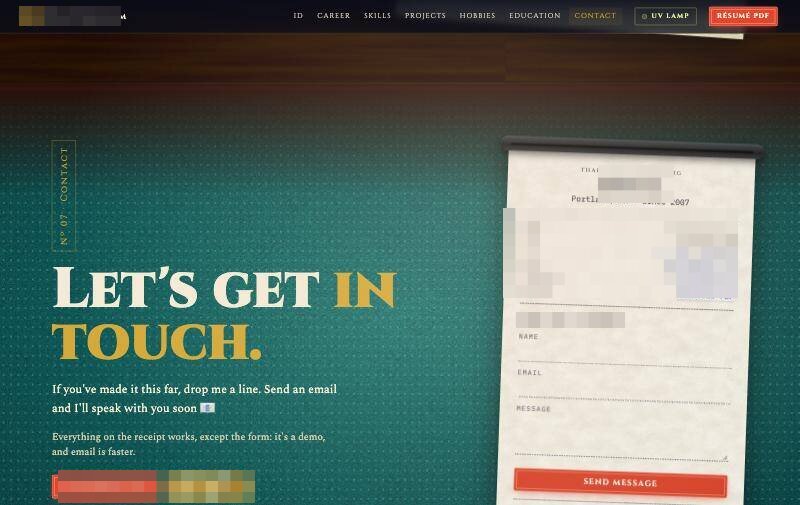 ID CAREER SKILLS PROJECTS HOBBIES EDUCATION CONTACT UV LAMP RÉSUMÉ PDF
Nº 07 CONTACT
LET'S GET IN
TOUCH.
If you've made it this far, drop me a line. Send an email
and I'll speak with you soon
Everything on the receipt works, except the form: it's a demo,
and email is faster.
2007
NAME
EMAIL
MESSAGE
SEND MESSAGE